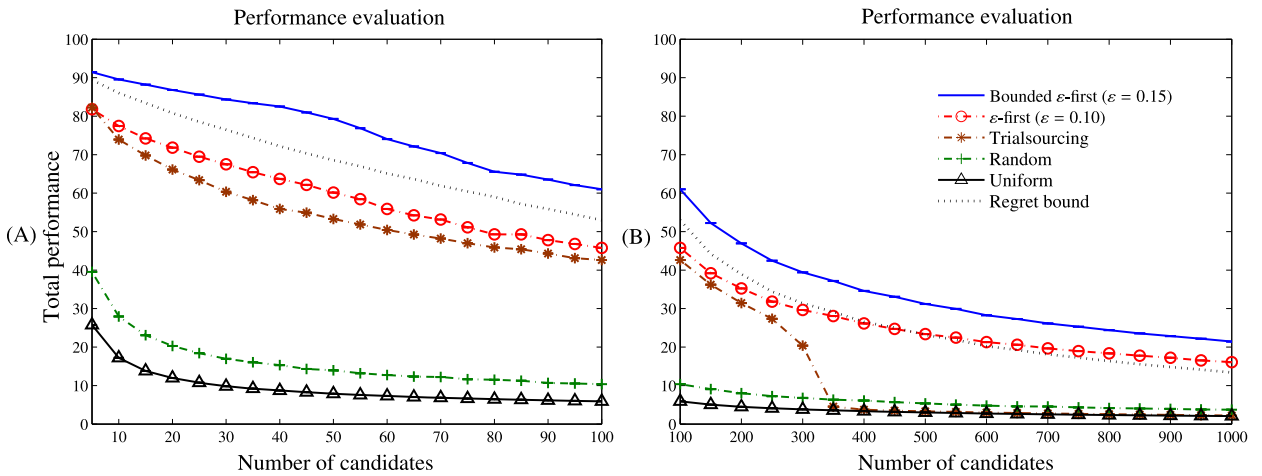 Performance evaluation
100
90
80
70
60
50
40
30
20
10
0
10 20 30 40 50 60 70 80 90 100
Number of candidates
Total performance
(A)
Performance evaluation
100
90
80
70
60
50
40
30
20
10
0
100 200 300 400 500 600 700 800 900 1000
Number of candidates
(B)
Bounded ε-first (ε = 0.15)
ε-first (ε = 0.10)
Trialsourcing
Random
Uniform
Regret bound